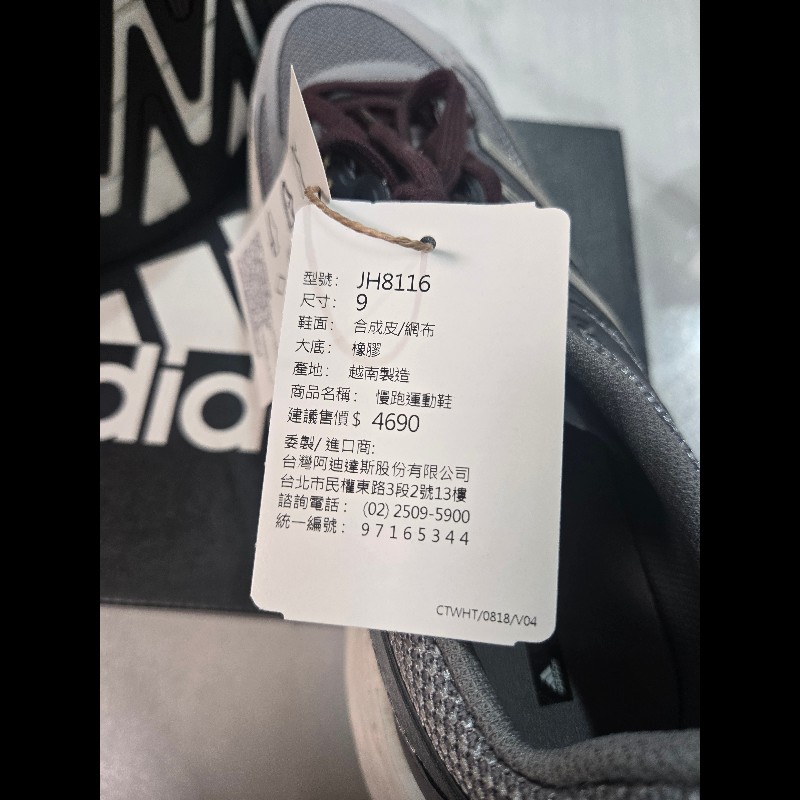 型號： JH8116
尺寸： 9
鞋面： 合成皮/網布
大底： 橡膠
產地： 越南製造
商品名稱： 慢跑運動鞋
建議售價$ 4690
委製/進口商:
台灣阿迪達斯股份有限公司
台北市民權東路3段2號13樓
諮詢電話： (02) 2509-5900
統一編號： 97165344
CTWHT/0818/V04
adid